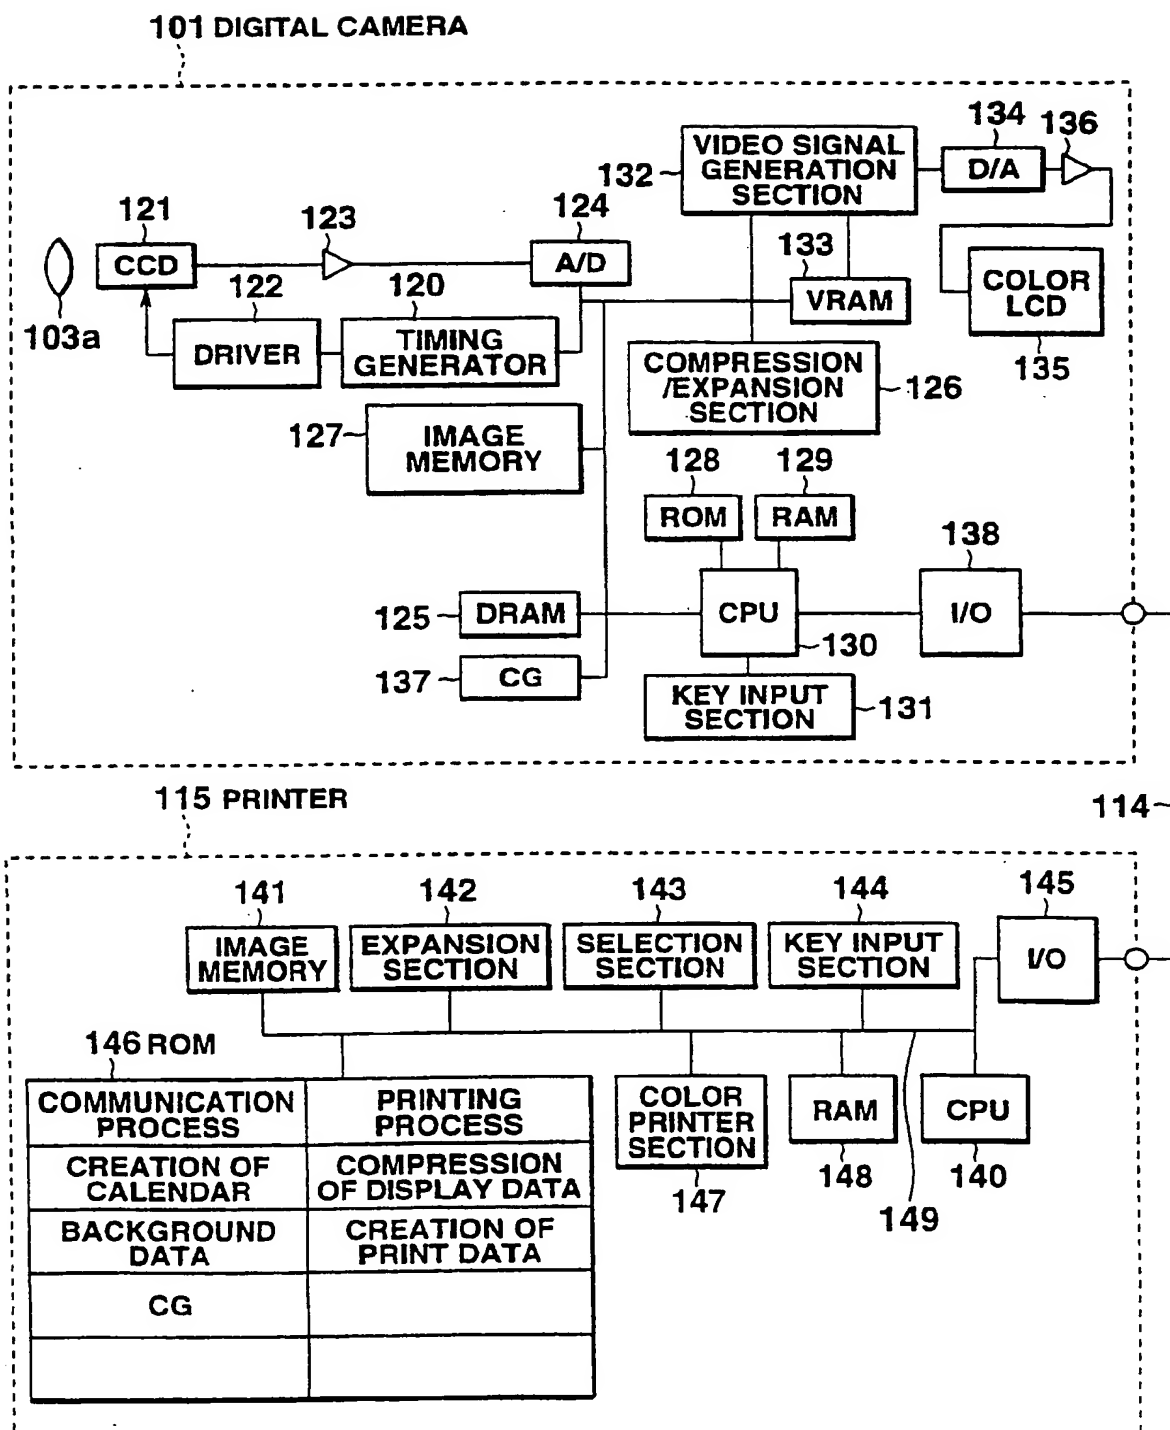 101 DIGITAL CAMERA
134
136
132
VIDEO SIGNAL
GENERATION
SECTION
D/A
121
123
124
133
CCD
A/D
VRAM
COLOR
LCD
135
103a
122
120
DRIVER
TIMING
GENERATOR
COMPRESSION
/EXPANSION
SECTION
126
127
IMAGE
MEMORY
128
129
ROM
RAM
138
125
DRAM
CPU
130
I/O
137
CG
KEY INPUT
SECTION
131
115 PRINTER
114
141
142
143
144
145
IMAGE
MEMORY
EXPANSION
SECTION
SELECTION
SECTION
KEY INPUT
SECTION
I/O
146 ROM
COMMUNICATION
PROCESS
PRINTING
PROCESS
CREATION OF
CALENDAR
COMPRESSION
OF DISPLAY DATA
BACKGROUND
DATA
CREATION OF
PRINT DATA
CG
COLOR
PRINTER
SECTION
147
RAM
148
CPU
140
149